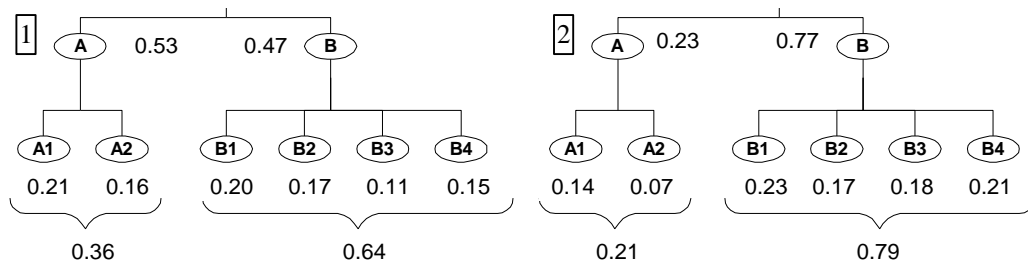 1
A 0.53 0.47 B
A1 A2 B1 B2 B3 B4
0.21 0.16 0.20 0.17 0.11 0.15
0.36 0.64
2
A 0.23 0.77 B
A1 A2 B1 B2 B3 B4
0.14 0.07 0.23 0.17 0.18 0.21
0.21 0.79